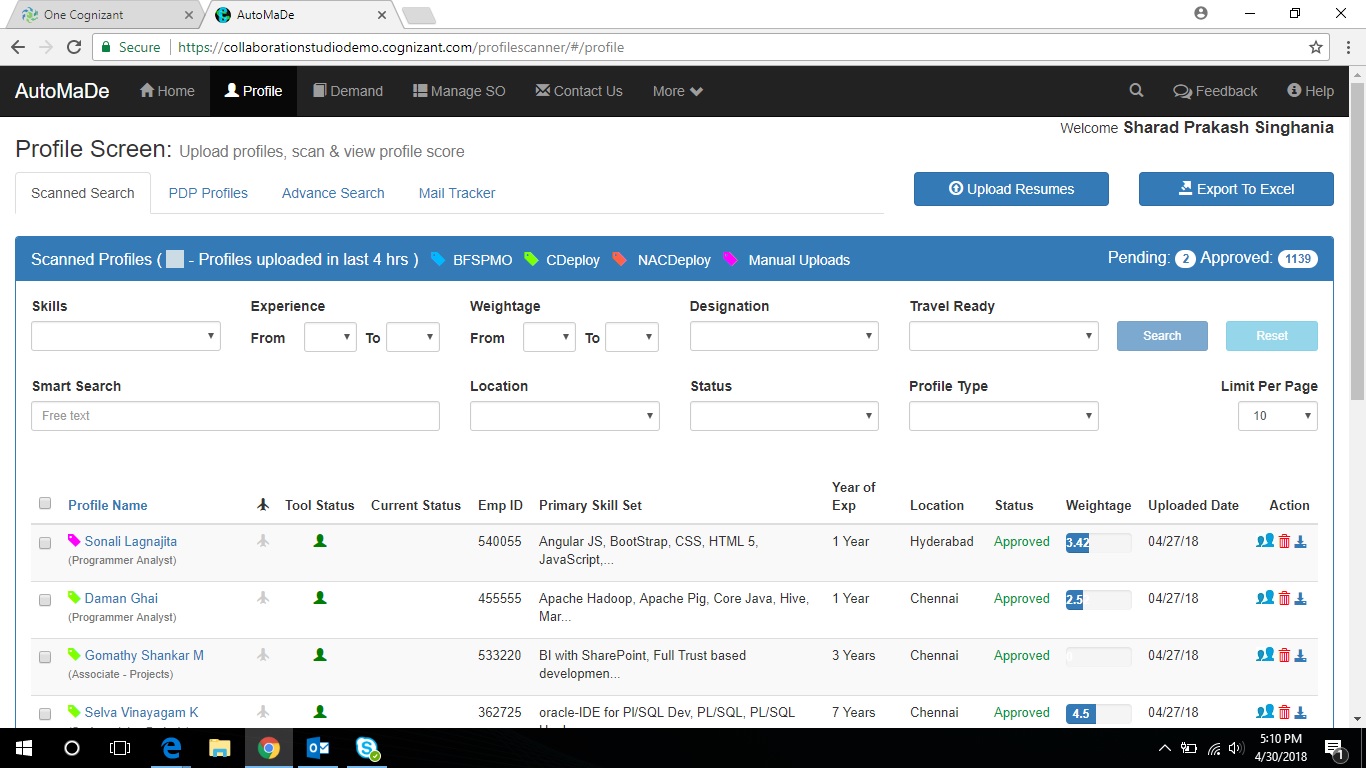 One Cognizant
AutoMaDe
Secure https://collaborationstudiodemo.cognizant.com/profilescanner/#/profile
AutoMaDe Home Profile Demand Manage SO Contact Us More Feedback Help
Welcome Sharad Prakash Singhania
Profile Screen: Upload profiles, scan & view profile score
Scanned Search PDP Profiles Advance Search Mail Tracker Upload Resumes Export To Excel
Scanned Profiles ( - Profiles uploaded in last 4 hrs ) BFSPMO CDeploy NACDeploy Manual Uploads Pending: 2 Approved: 1139
Skills Experience Weightage Designation Travel Ready
From To From To Search Reset
Smart Search Location Status Profile Type Limit Per Page
Free text 10
Profile Name Tool Status Current Status Emp ID Primary Skill Set Year of Exp Location Status Weightage Uploaded Date Action
Sonali Lagnajita 540055 Angular JS, BootStrap, CSS, HTML 5, 1 Year Hyderabad Approved 3.42 04/27/18
(Programmer Analyst) JavaScript,...
Daman Ghai 455555 Apache Hadoop, Apache Pig, Core Java, Hive, 1 Year Chennai Approved 2.5 04/27/18
(Programmer Analyst) Mar...
Gomathy Shankar M 533220 BI with SharePoint, Full Trust based 3 Years Chennai Approved 04/27/18
(Associate - Projects) developmen...
Selva Vinayagam K 362725 oracle-IDE for Pl/SQL Dev, PL/SQL, PL/SQL 7 Years Chennai Approved 4.5 04/27/18
5:10 PM
4/30/2018
1